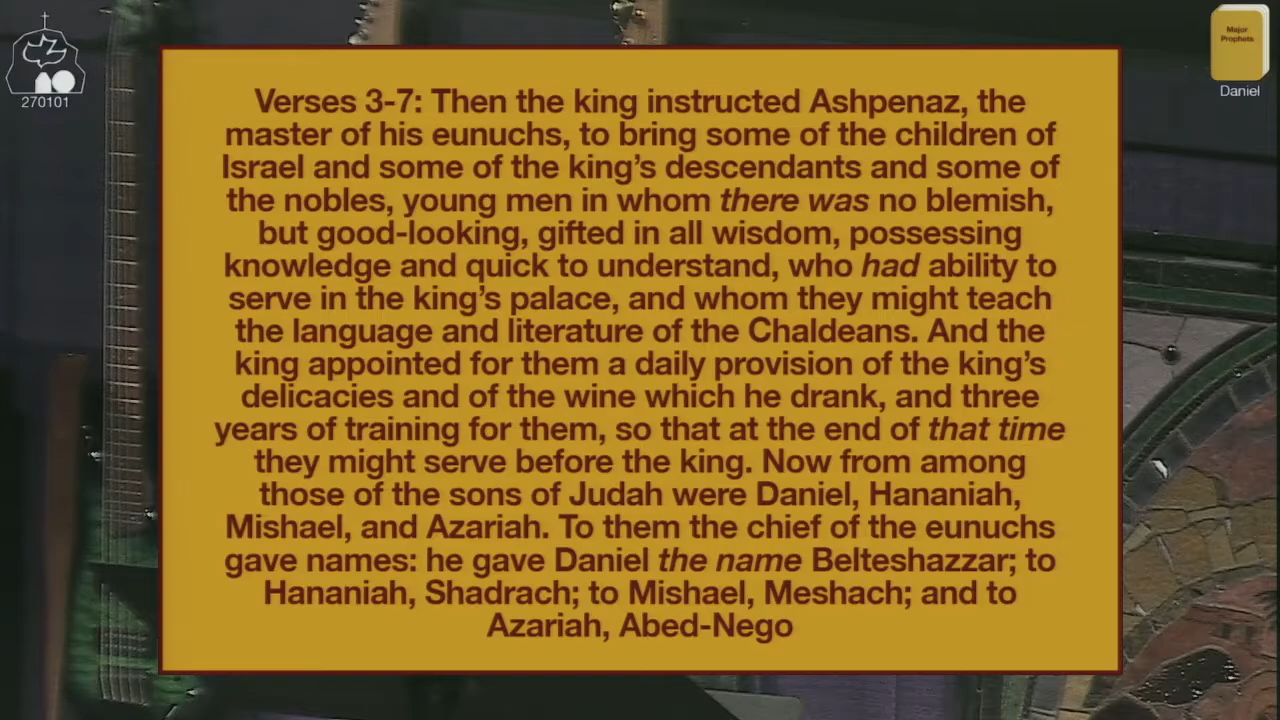 270101
Major
Prophets
Daniel
Verses 3-7: Then the king instructed Ashpenaz, the
master of his eunuchs, to bring some of the children of
Israel and some of the king’s descendants and some of
the nobles, young men in whom there was no blemish,
but good-looking, gifted in all wisdom, possessing
knowledge and quick to understand, who had ability to
serve in the king’s palace, and whom they might teach
the language and literature of the Chaldeans. And the
king appointed for them a daily provision of the king’s
delicacies and of the wine which he drank, and three
years of training for them, so that at the end of that time
they might serve before the king. Now from among
those of the sons of Judah were Daniel, Hananiah,
Mishael, and Azariah. To them the chief of the eunuchs
gave names: he gave Daniel the name Belteshazzar; to
Hananiah, Shadrach; to Mishael, Meshach; and to
Azariah, Abed-Nego